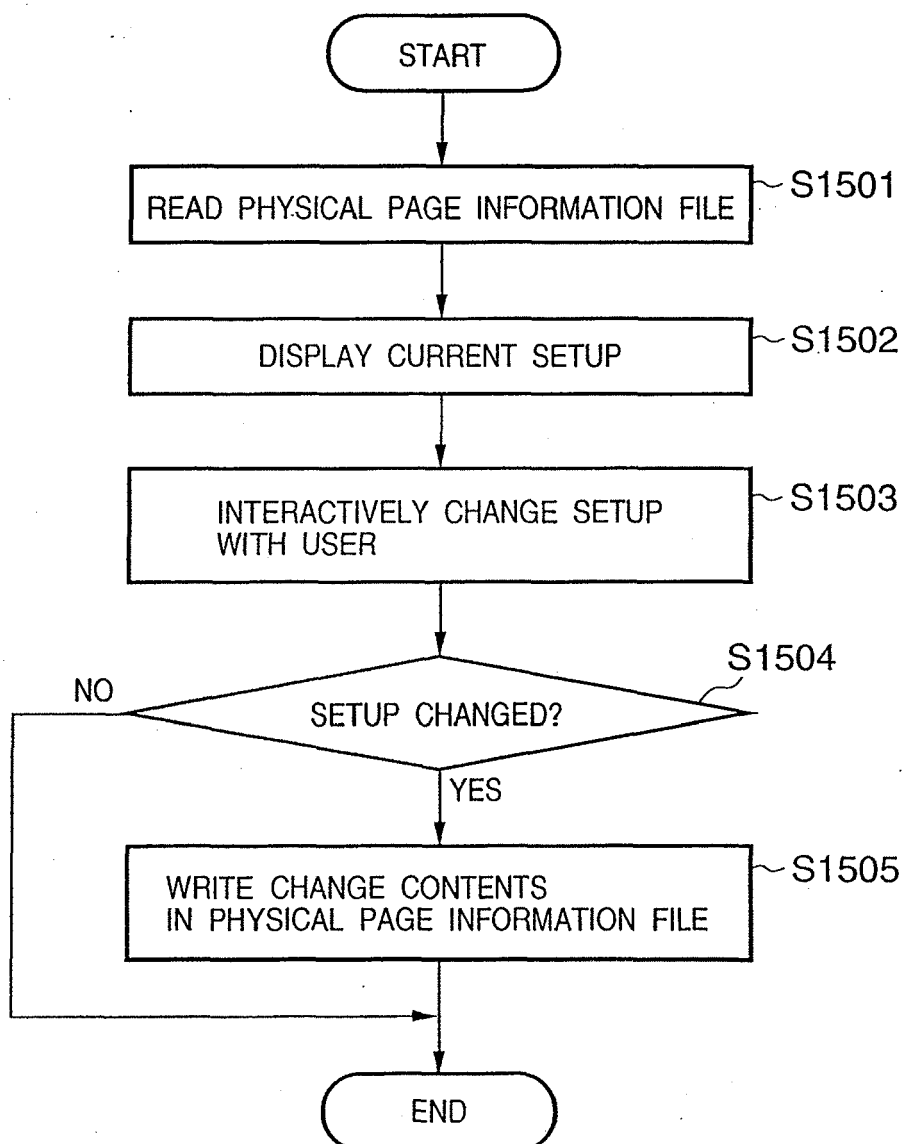 START
READ PHYSICAL PAGE INFORMATION FILE
S1501
DISPLAY CURRENT SETUP
S1502
INTERACTIVELY CHANGE SETUP
WITH USER
S1503
S1504
NO
SETUP CHANGED?
YES
WRITE CHANGE CONTENTS
IN PHYSICAL PAGE INFORMATION FILE
S1505
END